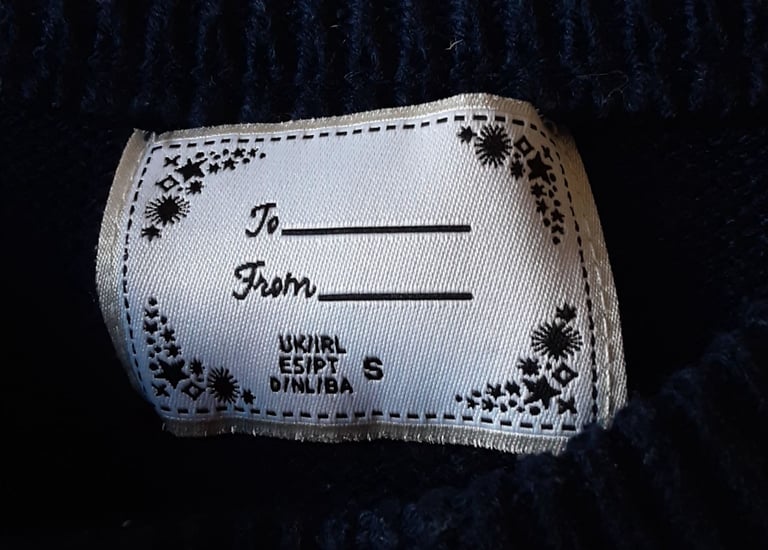 To
From
UK/IRL
ES/PT S
D/NL/BA